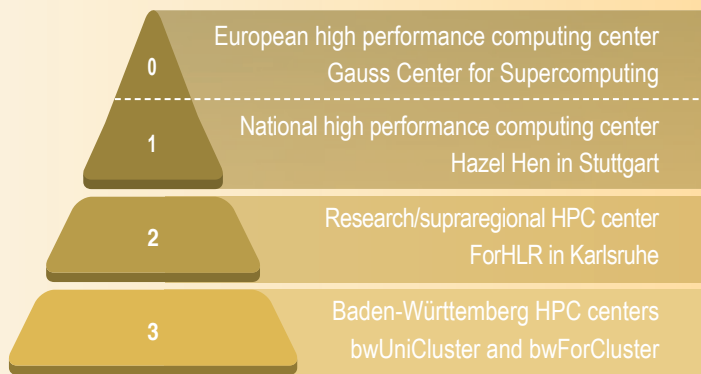 0
European high performance computing center
Gauss Center for Supercomputing
1
National high performance computing center
Hazel Hen in Stuttgart
2
Research/supraregional HPC center
ForHLR in Karlsruhe
3
Baden-Württemberg HPC centers
bwUniCluster and bwForCluster